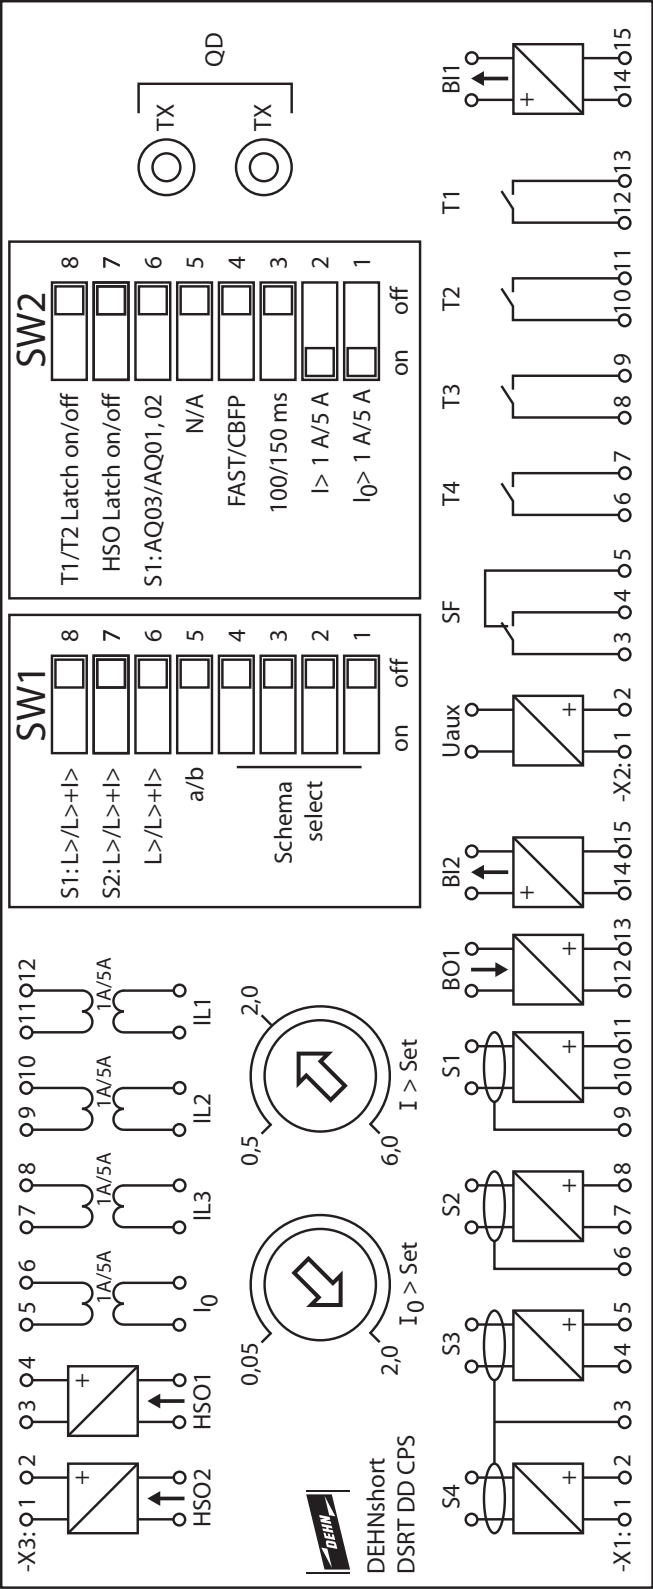 -X3: 1 2 3 4 5 6 7 8 9 10 11 12
1A/5A 1A/5A 1A/5A 1A/5A
+ +
HSO2 HSO1 I0 IL3 IL2 IL1
DEHN
DEHNshort
DSRT DD CPS
0,05
2,0
I0 > Set
0,5
2,0
6,0
I > Set
SW1
S1: L>/L>+I> 8
S2: L>/L>+I> 7
L>/L>+I> 6
a/b 5
4
Schema 3
select 2
1
on off
SW2
T1/T2 Latch on/off 8
HSO Latch on/off 7
S1: AQ03/AQ01, 02 6
N/A 5
FAST/CBFP 4
100/150 ms 3
I> 1 A/5 A 2
I0> 1 A/5 A 1
on off
QD
TX TX
S4 S3 S2 S1 BO1 BI2 Uaux SF T4 T3 T2 T1 BI1
+ + + + + + + +
-X1: 1 2 3 4 5 6 7 8 9 10 11 12 13 14 15
-X2: 1 2 3 4 5 6 7 8 9 10 11 12 13 14 15